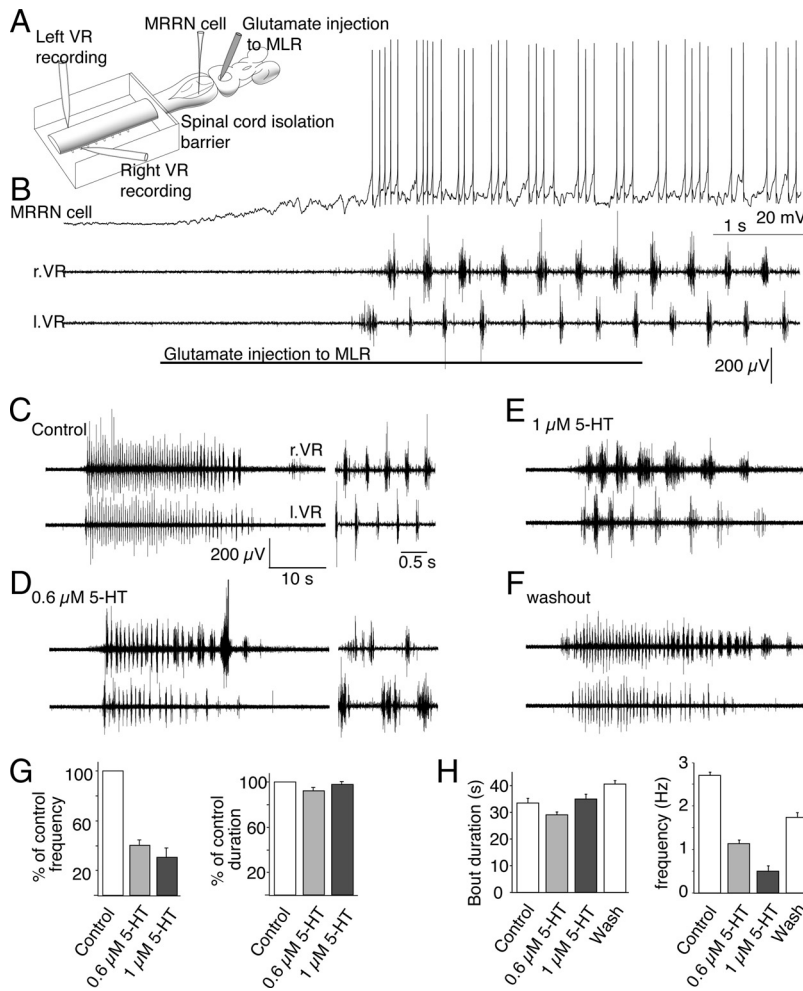 A
MRRN cell
Glutamate injection
to MLR
Left VR
recording
Spinal cord isolation
barrier
Right VR
recording
B
MRRN cell
20 mV
1 s
r.VR
l.VR
Glutamate injection to MLR
200 µV
C
Control
r.VR
l.VR
200 µV
10 s
0.5 s
E
1 µM 5-HT
D
0.6 µM 5-HT
F
washout
G
% of control
frequency
100
60
20
Control
0.6 µM 5-HT
1 µM 5-HT
% of control
duration
100
60
20
Control
0.6 µM 5-HT
1 µM 5-HT
H
Bout duration (s)
40
30
20
10
0
Control
0.6 µM 5-HT
1 µM 5-HT
Wash
frequency (Hz)
3
2
1
0
Control
0.6 µM 5-HT
1 µM 5-HT
Wash